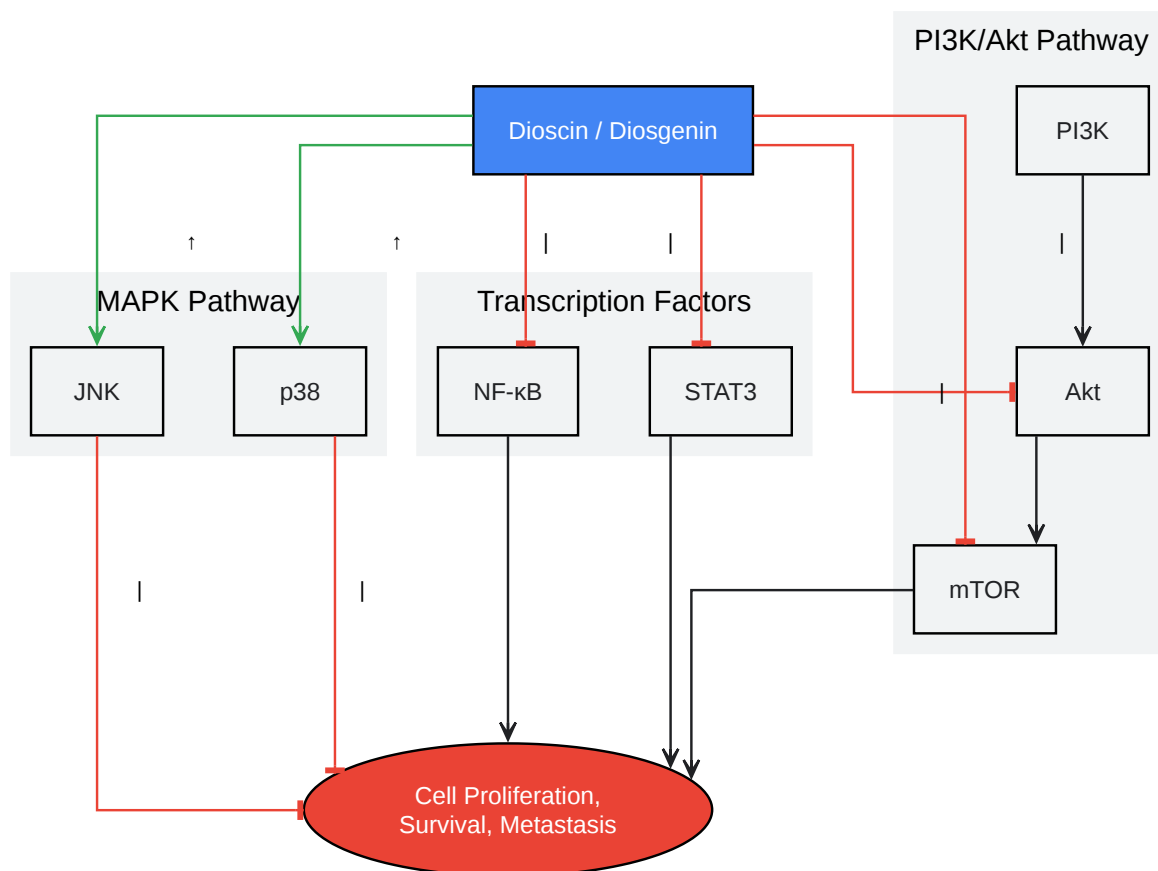 PI3K/Akt Pathway
Dioscin / Diosgenin
PI3K
↑
↑
|
|
|
MAPK Pathway
Transcription Factors
JNK
p38
NF-κB
STAT3
|
Akt
|
|
mTOR
Cell Proliferation,
Survival, Metastasis